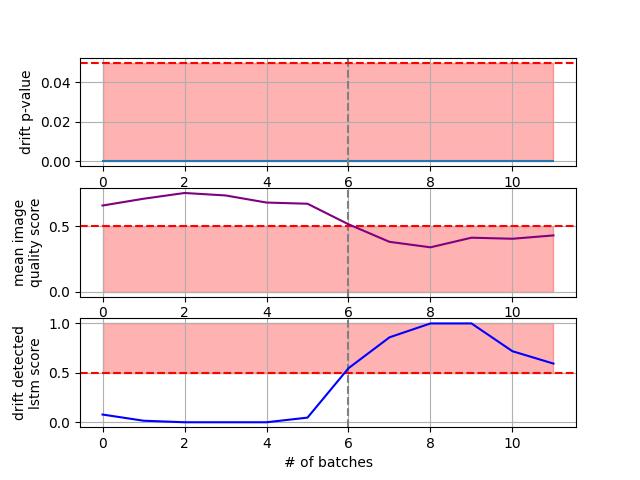 drift p-value
0.04
0.02
0.00
0 2 4 6 8 10
mean image
quality score
0.5
0.0
0 2 4 6 8 10
drift detected
lstm score
1.0
0.5
0.0
0 2 4 6 8 10
# of batches